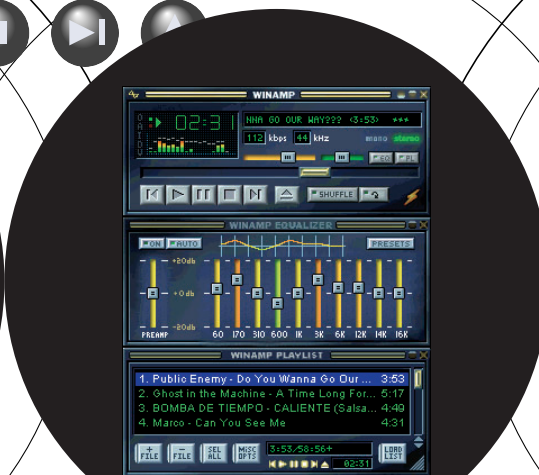 WINAMP
O
A
I
D
V
02:31
NNA GO OUR WAY??? (3:53) ***
112 kbps 44 kHz
mono stereo
EQ PL
SHUFFLE
WINAMP EQUALIZER
ON AUTO PRESETS
+20db
+0db
-20db
PREAMP 60 170 310 600 1K 3K 6K 12K 14K 16K
WINAMP PLAYLIST
1. Public Enemy - Do You Wanna Go Our ... 3:53
2. Ghost in the Machine - A Time Long For... 5:17
3. BOMBA DE TIEMPO - CALIENTE (Salsa... 4:49
4. Marco - Can You See Me 4:31
+ FILE
- FILE
SEL ALL
MISC OPTS
3:53/58:56+
02:31
LOAD LIST